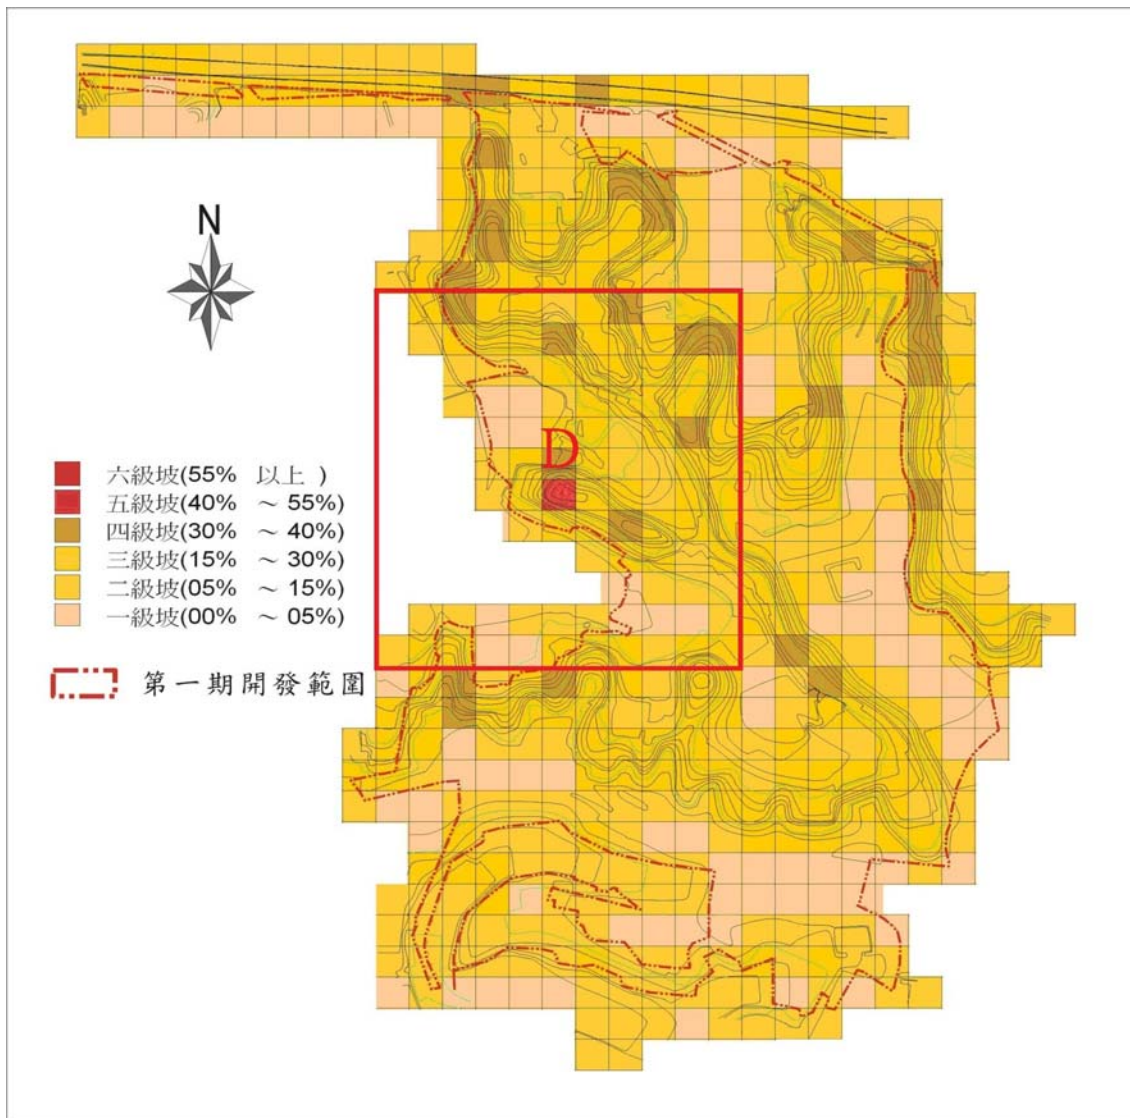 N
D
六級坡(55% 以上 )
五級坡(40% ～ 55%)
四級坡(30% ～ 40%)
三級坡(15% ～ 30%)
二級坡(05% ～ 15%)
一級坡(00% ～ 05%)
第一期開發範圍